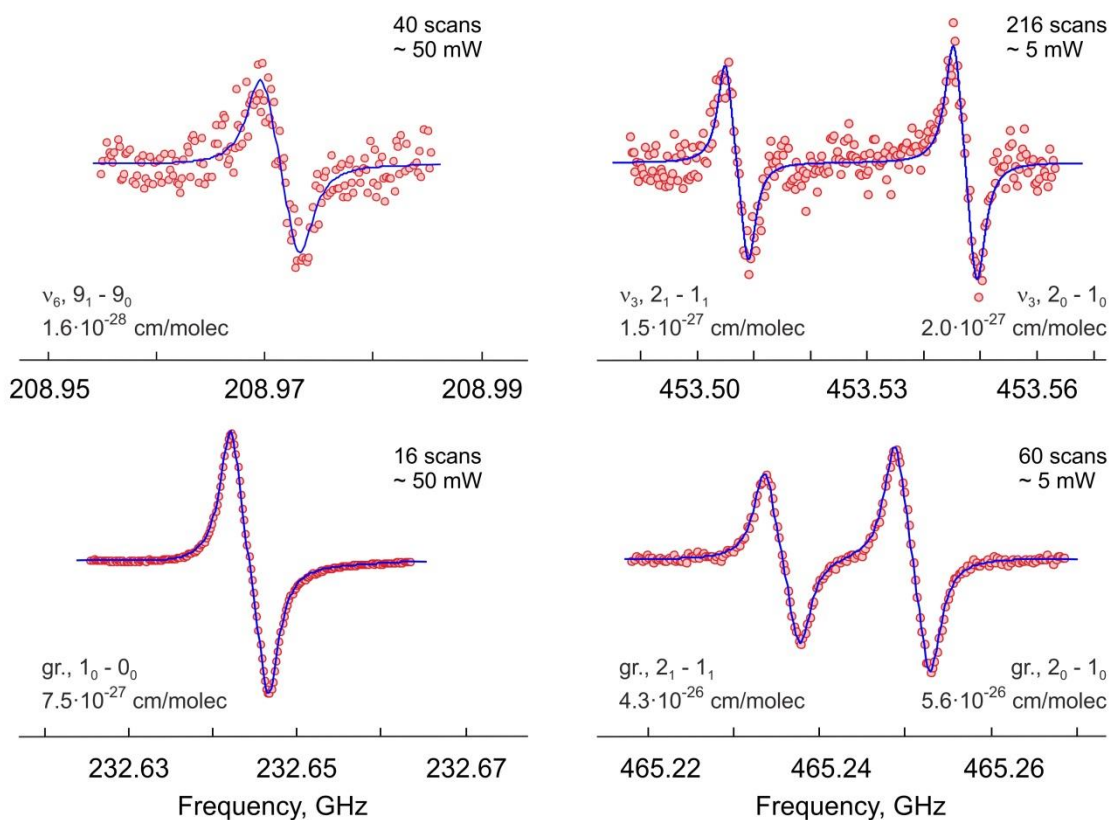 40 scans
~ 50 mW
ν₆, 9₁ - 9₀
1.6·10⁻²⁸ cm/molec
208.95 208.97 208.99
216 scans
~ 5 mW
ν₃, 2₁ - 1₁ ν₃, 2₀ - 1₀
1.5·10⁻²⁷ cm/molec 2.0·10⁻²⁷ cm/molec
453.50 453.53 453.56
16 scans
~ 50 mW
gr., 1₀ - 0₀
7.5·10⁻²⁷ cm/molec
232.63 232.65 232.67
Frequency, GHz
60 scans
~ 5 mW
gr., 2₁ - 1₁ gr., 2₀ - 1₀
4.3·10⁻²⁶ cm/molec 5.6·10⁻²⁶ cm/molec
465.22 465.24 465.26
Frequency, GHz